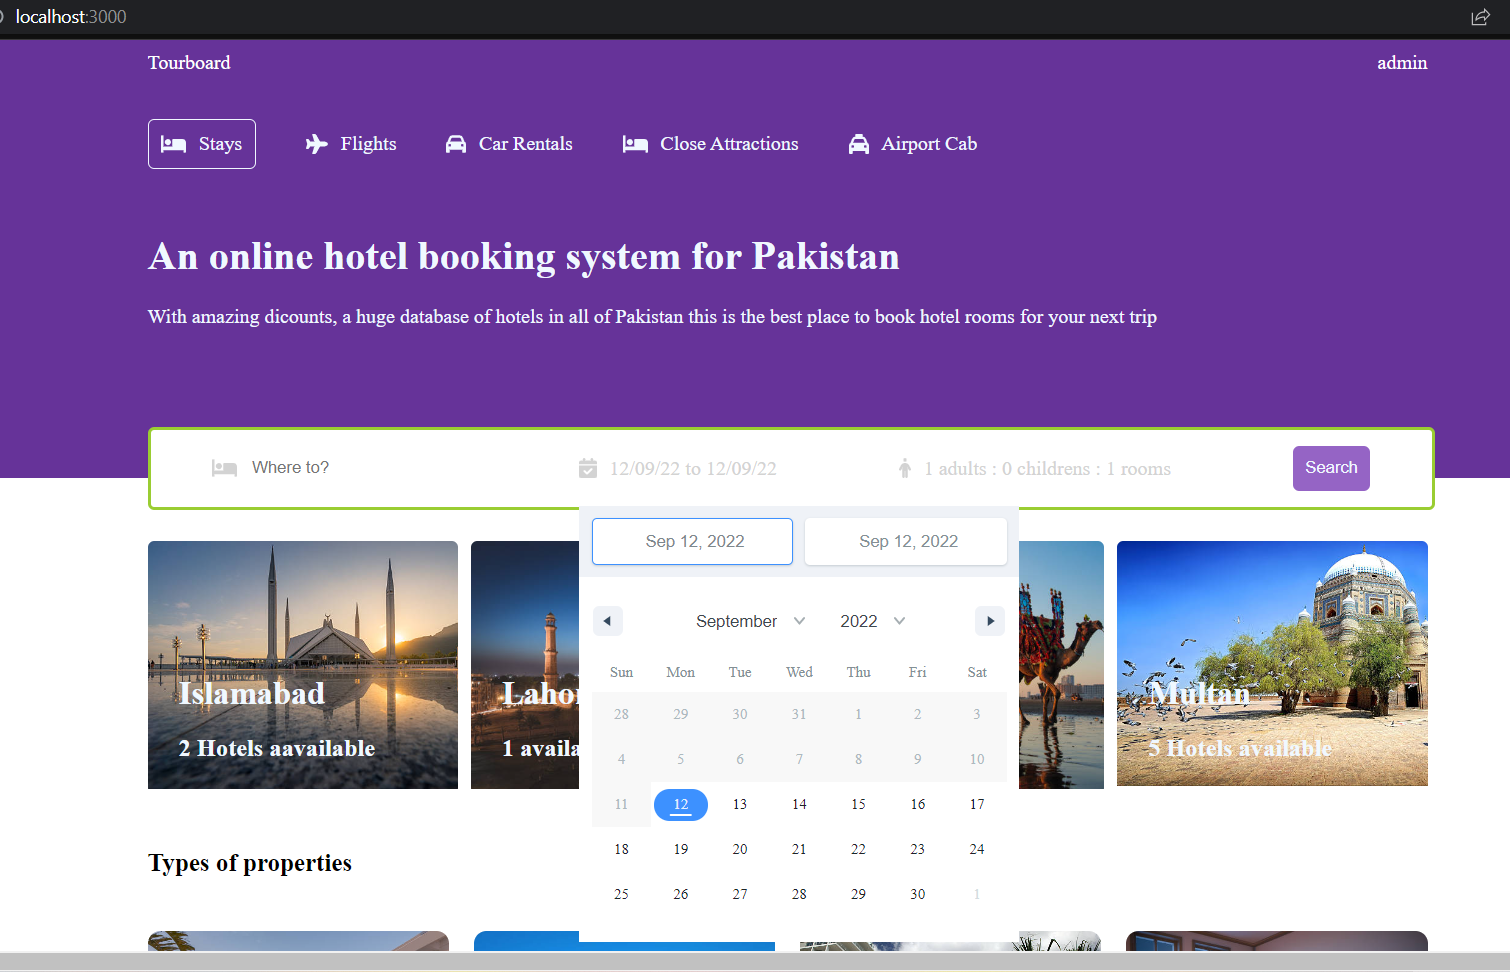 localhost:3000
Tourboard
admin
Stays
Flights
Car Rentals
Close Attractions
Airport Cab
An online hotel booking system for Pakistan
With amazing dicounts, a huge database of hotels in all of Pakistan this is the best place to book hotel rooms for your next trip
Where to?
12/09/22 to 12/09/22
1 adults : 0 childrens : 1 rooms
Search
Sep 12, 2022
Sep 12, 2022
September
2022
Sun Mon Tue Wed Thu Fri Sat
28 29 30 31 1 2 3
4 5 6 7 8 9 10
11 12 13 14 15 16 17
18 19 20 21 22 23 24
25 26 27 28 29 30 1
Islamabad
2 Hotels aavailable
Lahor
1 availa
Multan
5 Hotels available
Types of properties